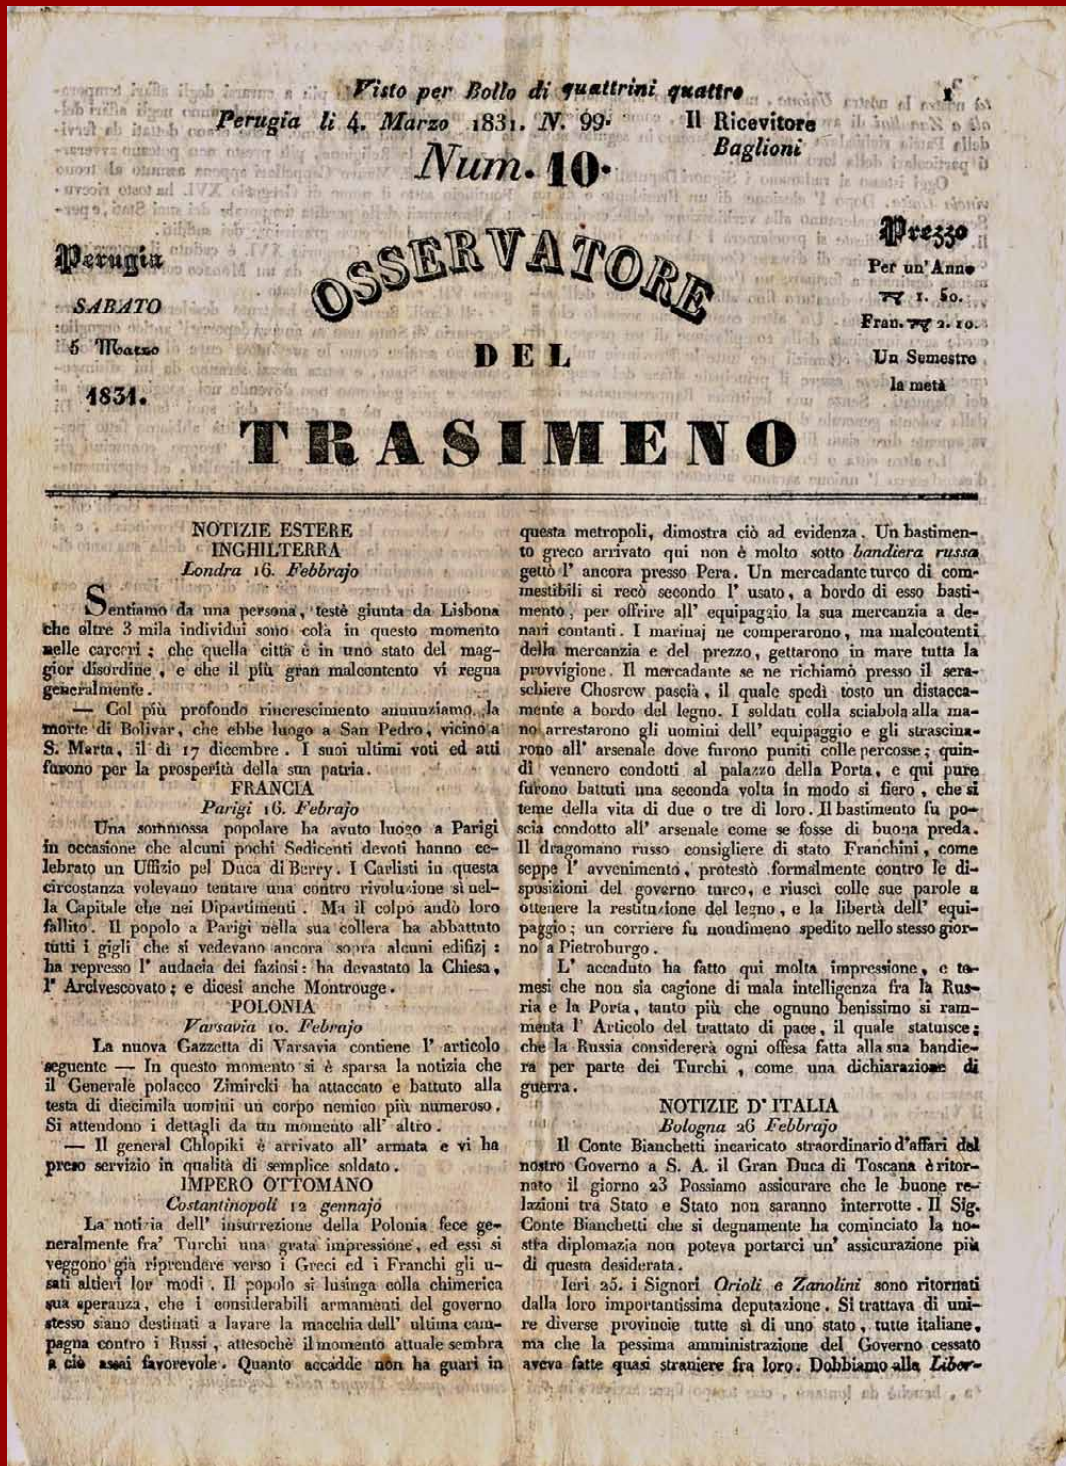 Visto per Bollo di quattrini quattro
1
Perugia li 4. Marzo 1831. N. 99.
Il Ricevitore
Baglioni
Num. 10.
Perugia
SABATO
5 Marzo
1831.
OSSERVATORE
DEL
TRASIMENO
Prezzo
Per un' Anno
1. 80.
Fran. 2. 10.
Un Semestre
la metà
NOTIZIE ESTERE
INGHILTERRA
Londra 16. Febbrajo
Sentiamo da una persona, testè giunta da Lisbona
che oltre 3 mila individui sono colà in questo momento
nelle carceri ; che quella città è in uno stato del mag-
gior disordine , e che il più gran malcontento vi regna
generalmente .
— Col più profondo rincrescimento annunziamo la
morte di Bolivar, che ebbe luogo a San Pedro, vicino a
S. Marta, il dì 17 dicembre . I suoi ultimi voti ed atti
furono per la prosperità della sua patria.
FRANCIA
Parigi 16. Febrajo
Una sommossa popolare ha avuto luogo a Parigi
in occasione che alcuni pochi Sedicenti devoti hanno ce-
lebrato un Uffizio pel Duca di Berry. I Carlisti in questa
circostanza volevano tentare una contro rivoluzione sì nel-
la Capitale che nei Dipartimenti . Ma il colpo andò loro
fallito. Il popolo a Parigi nella sua collera ha abbattuto
tutti i gigli che si vedevano ancora sopra alcuni edifizj :
ha represso l' audacia dei faziosi : ha devastato la Chiesa,
l' Arcivescovato ; e dicesi anche Montrouge .
POLONIA
Varsavia 10. Febrajo
La nuova Gazzetta di Varsavia contiene l' articolo
seguente — In questo momento si è sparsa la notizia che
il Generale polacco Zimircki ha attaccato e battuto alla
testa di diecimila uomini un corpo nemico più numeroso.
Si attendono i dettagli da un momento all' altro .
— Il general Chlopiki è arrivato all' armata e vi ha
preso servizio in qualità di semplice soldato .
IMPERO OTTOMANO
Costantinopoli 12 gennajo
La notizia dell' insurrezione della Polonia fece ge-
neralmente fra' Turchi una grata impressione, ed essi si
veggono già riprendere verso i Greci ed i Franchi gli u-
sati altieri lor modi . Il popolo si lusinga colla chimerica
sua speranza, che i considerabili armamenti del governo
stesso siano destinati a lavare la macchia dell' ultima cam-
pagna contro i Russi , attesochè il momento attuale sembra
a ciò assai favorevole . Quanto accadde non ha guari in
questa metropoli, dimostra ciò ad evidenza . Un bastimen-
to greco arrivato qui non è molto sotto bandiera russa
gettò l' ancora presso Pera . Un mercadante turco di com-
mestibili si recò secondo l' usato, a bordo di esso basti-
mento , per offrire all' equipaggio la sua mercanzia a de-
nari contanti . I marinaj ne comperarono , ma malcontenti
della mercanzia e del prezzo, gettarono in mare tutta la
provvigione . Il mercadante se ne richiamò presso il sera-
schiere Chosrew pascià , il quale spedì tosto un distacca-
mente a bordo del legno. I soldati colla sciabola alla ma-
no arrestarono gli uomini dell' equipaggio e gli strascina-
rono all' arsenale dove furono puniti colle percosse ; quin-
di vennero condotti al palazzo della Porta , e qui pure
furono battuti una seconda volta in modo sì fiero , che si
teme della vita di due o tre di loro . Il bastimento fu po-
scia condotto all' arsenale come se fosse di buona preda.
Il dragomano russo consigliere di stato Franchini , come
seppe l' avvenimento , protestò formalmente contro le di-
sposizioni del governo turco, e riuscì colle sue parole a
ottenere la restituzione del legno , e la libertà dell' equi-
paggio ; un corriere fu nondimeno spedito nello stesso gior-
no a Pietroburgo .
L' accaduto ha fatto quì molta impressione , e te-
mesi che non sia cagione di mala intelligenza fra la Rus-
ria e la Porta, tanto più che ognuno benissimo si ram-
menta l' Articolo del trattato di pace , il quale statuisce ;
che la Russia considererà ogni offesa fatta alla sua bandie-
ra per parte dei Turchi , come una dichiarazione di
guerra .
NOTIZIE D' ITALIA
Bologna 26 Febbrajo
Il Conte Bianchetti incaricato straordinario d'affari del
nostro Governo a S. A. il Gran Duca di Toscana è ritor-
nato il giorno 23 Possiamo assicurare che le buone re-
lazioni tra Stato e Stato non saranno interrotte . Il Sig.
Conte Bianchetti che sì degnamente ha cominciato la no-
stra diplomazia non poteva portarci un' assicurazione più
di questa desiderata .
Ieri 25. i Signori Orioli e Zanolini sono ritornati
dalla loro importantissima deputazione . Si trattava di uni-
re diverse provincie tutte sì di uno stato , tutte italiane,
ma che la pessima amministrazione del Governo cessato
aveva fatte quasi straniere fra loro . Dobbiamo alla Liber-